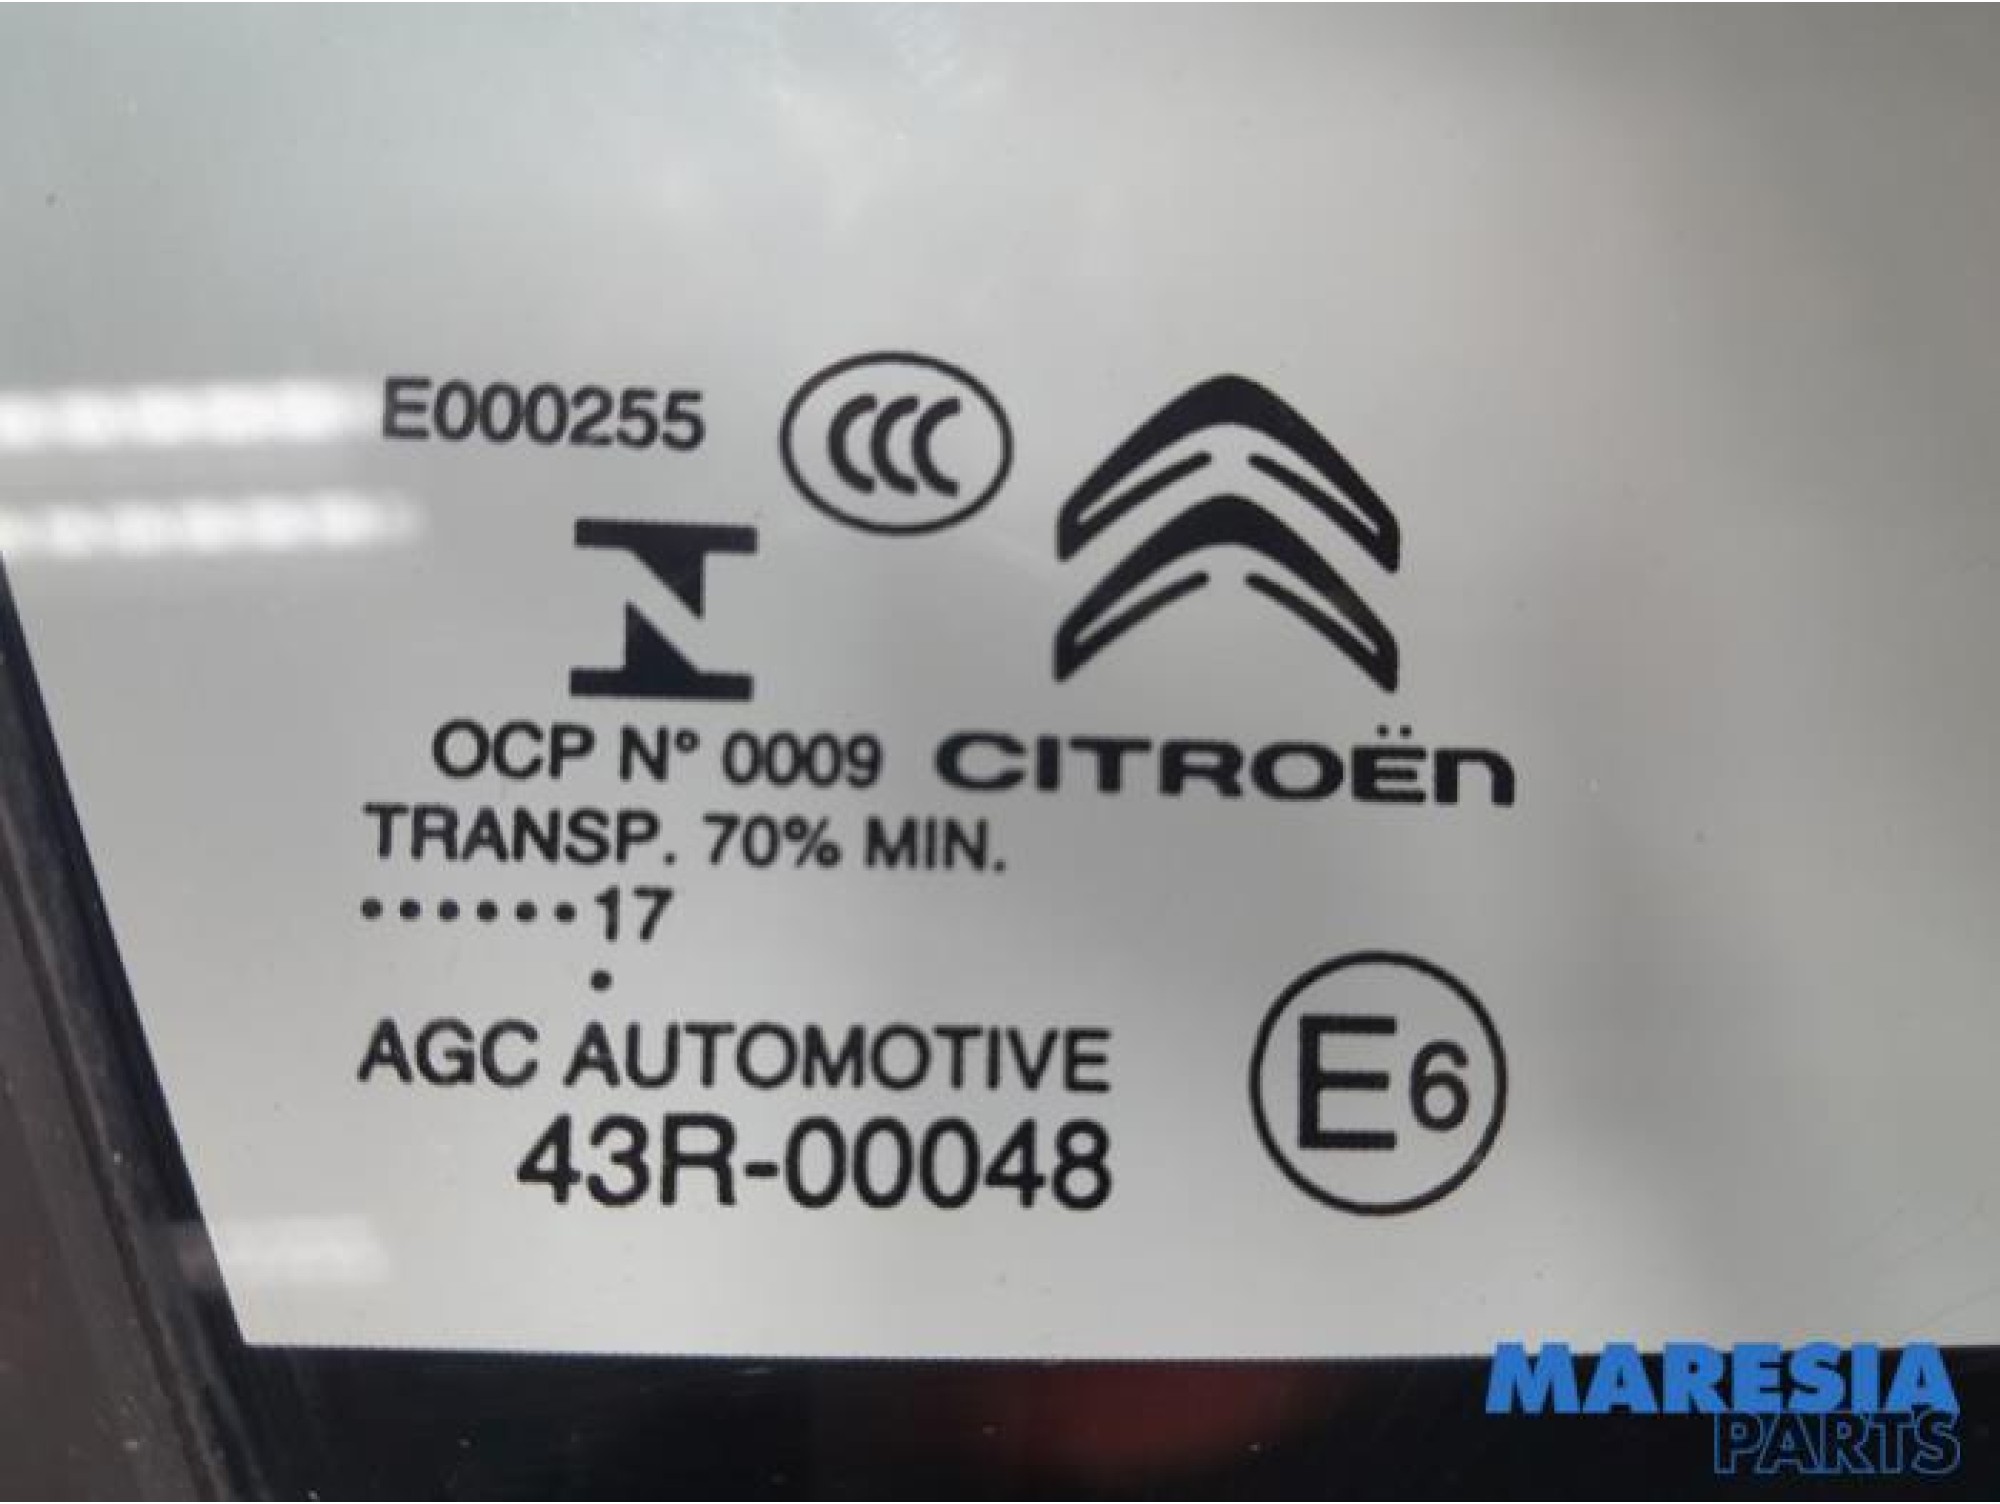 E000255
CCC
OCP N° 0009
CITROËn
TRANSP. 70% MIN.
••••••17
•
AGC AUTOMOTIVE
43R-00048
E6
MARESIA
PARTS